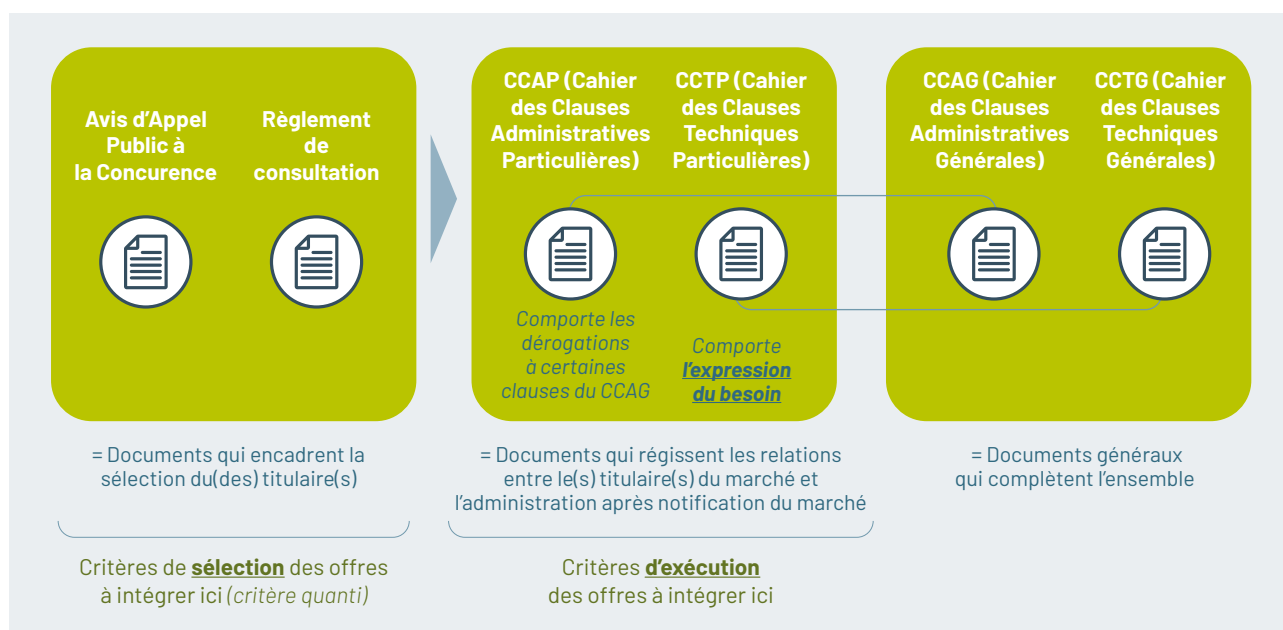 Avis d'Appel
Public à
la Concurence
Règlement
de
consultation
CCAP (Cahier
des Clauses
Administratives
Particulières)
CCTP (Cahier
des Clauses
Techniques
Particulières)
CCAG (Cahier
des Clauses
Administratives
Générales)
CCTG (Cahier
des Clauses
Techniques
Générales)
Comporte les
dérogations
à certaines
clauses du CCAG
Comporte
l'expression
du besoin
= Documents qui encadrent la
sélection du(des) titulaire(s)
= Documents qui régissent les relations
entre le(s) titulaire(s) du marché et
l'administration après notification du marché
= Documents généraux
qui complètent l'ensemble
Critères de sélection des offres
à intégrer ici (critère quanti)
Critères d'exécution
des offres à intégrer ici